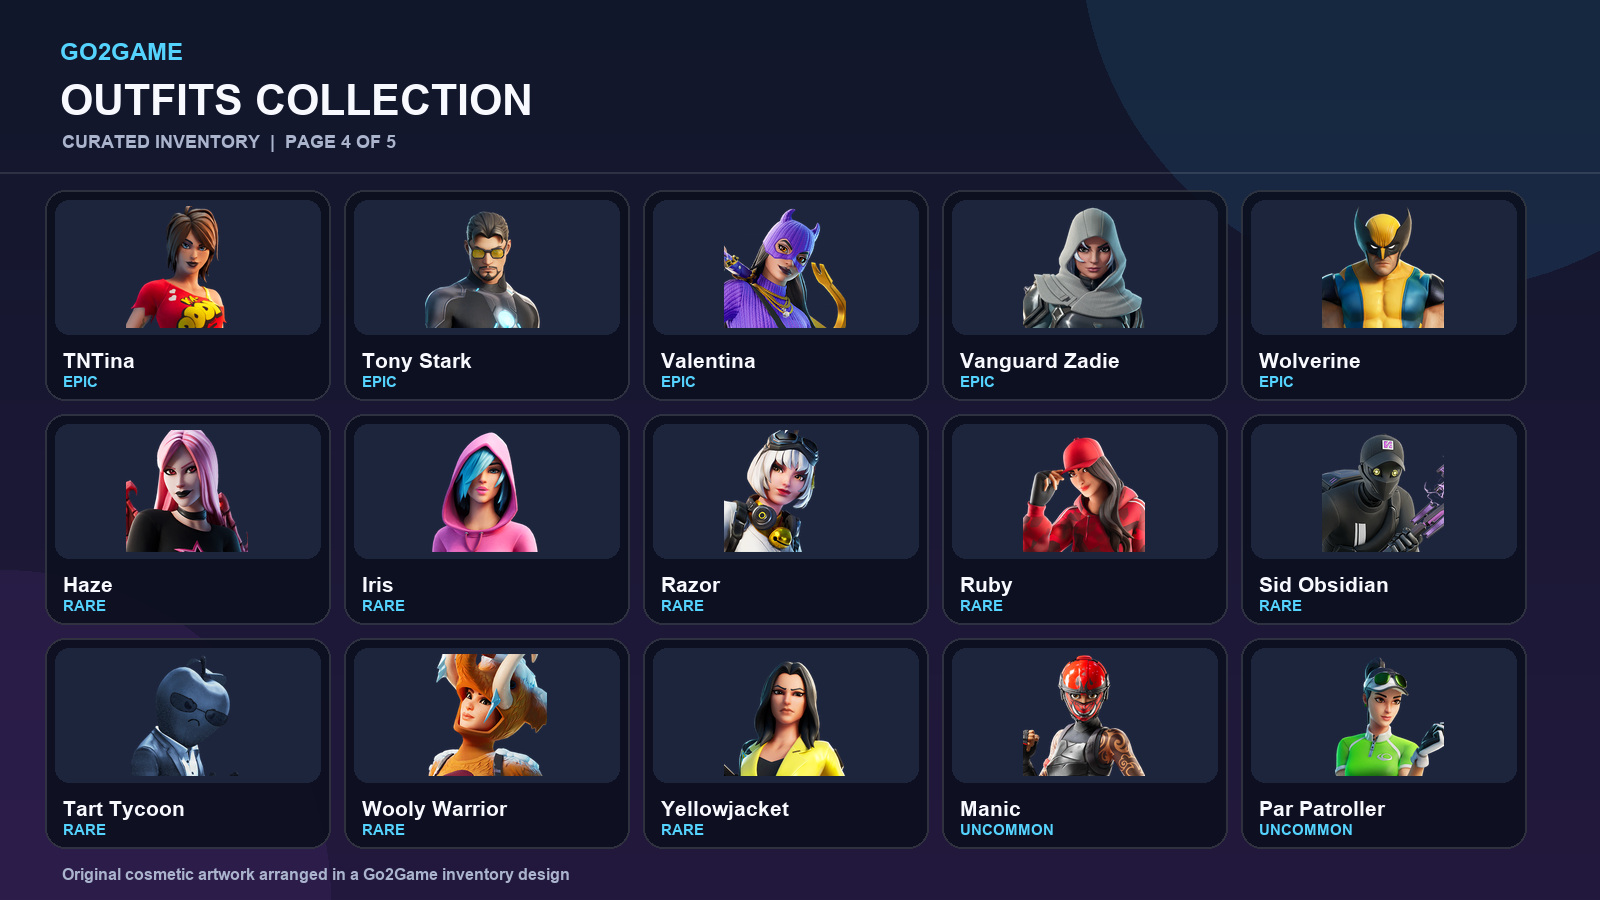 GO2GAME
OUTFITS COLLECTION
CURATED INVENTORY | PAGE 4 OF 5
TNTina
EPIC
Tony Stark
EPIC
Valentina
EPIC
Vanguard Zadie
EPIC
Wolverine
EPIC
Haze
RARE
Iris
RARE
Razor
RARE
Ruby
RARE
Sid Obsidian
RARE
Tart Tycoon
RARE
Wooly Warrior
RARE
Yellowjacket
RARE
Manic
UNCOMMON
Par Patroller
UNCOMMON
Original cosmetic artwork arranged in a Go2Game inventory design